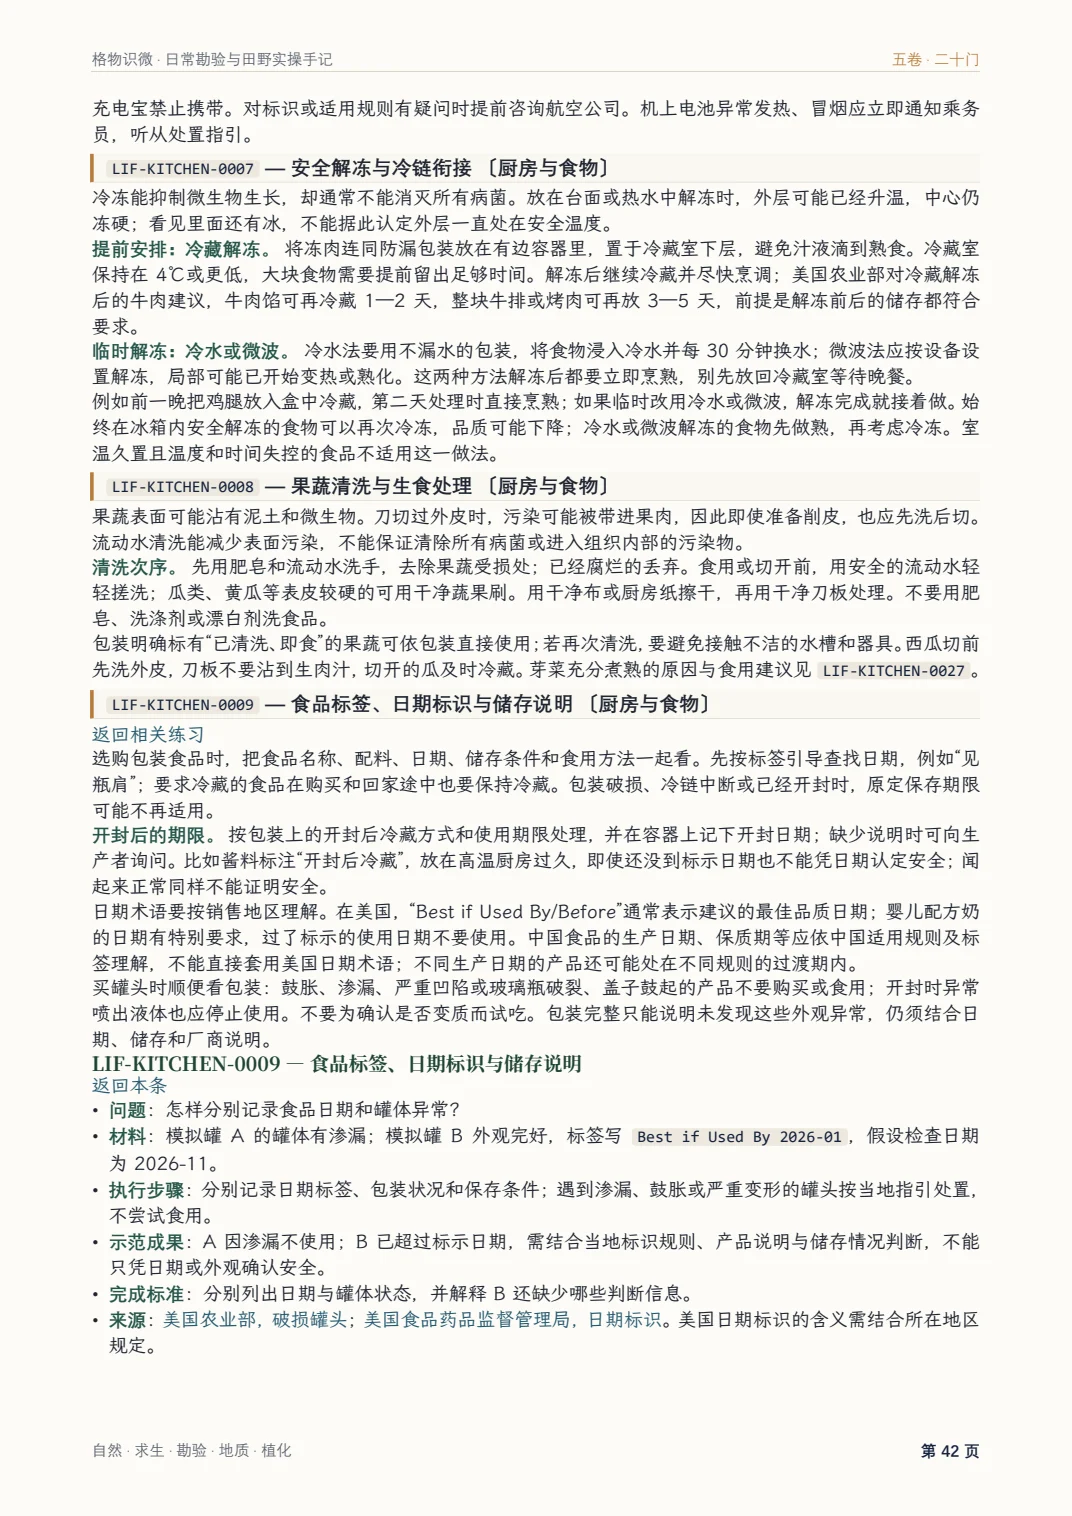 格物识微 · 日常勘验与田野实操手记
五卷 · 二十门
充电宝禁止携带。对标识或适用规则有疑问时提前咨询航空公司。机上电池异常发热、冒烟应立即通知乘务
员，听从处置指引。
LIF-KITCHEN-0007 — 安全解冻与冷链衔接 〔厨房与食物〕
冷冻能抑制微生物生长，却通常不能消灭所有病菌。放在台面或热水中解冻时，外层可能已经升温，中心仍
冻硬；看见里面还有冰，不能据此认定外层一直处在安全温度。
提前安排：冷藏解冻。 将冻肉连同防漏包装放在有边容器里，置于冷藏室下层，避免汁液滴到熟食。冷藏室
保持在 4℃或更低，大块食物需要提前留出足够时间。解冻后继续冷藏并尽快烹调；美国农业部对冷藏解冻
后的牛肉建议，牛肉馅可再冷藏 1—2 天，整块牛排或烤肉可再放 3—5 天，前提是解冻前后的储存都符合
要求。
临时解冻：冷水或微波。 冷水法要用不漏水的包装，将食物浸入冷水并每 30 分钟换水；微波法应按设备设
置解冻，局部可能已开始变热或熟化。这两种方法解冻后都要立即烹熟，别先放回冷藏室等待晚餐。
例如前一晚把鸡腿放入盒中冷藏，第二天处理时直接烹熟；如果临时改用冷水或微波，解冻完成就接着做。始
终在冰箱内安全解冻的食物可以再次冷冻，品质可能下降；冷水或微波解冻的食物先做熟，再考虑冷冻。室
温久置且温度和时间失控的食品不适用这一做法。
LIF-KITCHEN-0008 — 果蔬清洗与生食处理 〔厨房与食物〕
果蔬表面可能沾有泥土和微生物。刀切过外皮时，污染可能被带进果肉，因此即使准备削皮，也应先洗后切。
流动水清洗能减少表面污染，不能保证清除所有病菌或进入组织内部的污染物。
清洗次序。 先用肥皂和流动水洗手，去除果蔬受损处；已经腐烂的丢弃。食用或切开前，用安全的流动水轻
轻搓洗；瓜类、黄瓜等表皮较硬的可用干净蔬果刷。用干净布或厨房纸擦干，再用干净刀板处理。不要用肥
皂、洗涤剂或漂白剂洗食品。
包装明确标有“已清洗、即食”的果蔬可依包装直接使用；若再次清洗，要避免接触不洁的水槽和器具。西瓜切前
先洗外皮，刀板不要沾到生肉汁，切开的瓜及时冷藏。芽菜充分煮熟的原因与食用建议见 LIF-KITCHEN-0027 。
LIF-KITCHEN-0009 — 食品标签、日期标识与储存说明 〔厨房与食物〕
返回相关练习
选购包装食品时，把食品名称、配料、日期、储存条件和食用方法一起看。先按标签引导查找日期，例如“见
瓶肩”；要求冷藏的食品在购买和回家途中也要保持冷藏。包装破损、冷链中断或已经开封时，原定保存期限
可能不再适用。
开封后的期限。 按包装上的开封后冷藏方式和使用期限处理，并在容器上记下开封日期；缺少说明时可向生
产者询问。比如酱料标注“开封后冷藏”，放在高温厨房过久，即使还没到标示日期也不能凭日期认定安全；闻
起来正常同样不能证明安全。
日期术语要按销售地区理解。在美国，“Best if Used By/Before”通常表示建议的最佳品质日期；婴儿配方奶
的日期有特别要求，过了标示的使用日期不要使用。中国食品的生产日期、保质期等应依中国适用规则及标
签理解，不能直接套用美国日期术语；不同生产日期的产品还可能处在不同规则的过渡期内。
买罐头时顺便看包装：鼓胀、渗漏、严重凹陷或玻璃瓶破裂、盖子鼓起的产品不要购买或食用；开封时异常
喷出液体也应停止使用。不要为确认是否变质而试吃。包装完整只能说明未发现这些外观异常，仍须结合日
期、储存和厂商说明。
LIF-KITCHEN-0009 — 食品标签、日期标识与储存说明
返回本条
• 问题：怎样分别记录食品日期和罐体异常？
• 材料：模拟罐 A 的罐体有渗漏；模拟罐 B 外观完好，标签写 Best if Used By 2026-01，假设检查日期
为 2026-11。
• 执行步骤：分别记录日期标签、包装状况和保存条件；遇到渗漏、鼓胀或严重变形的罐头按当地指引处置，
不尝试食用。
• 示范成果：A 因渗漏不使用；B 已超过标示日期，需结合当地标识规则、产品说明与储存情况判断，不能
只凭日期或外观确认安全。
• 完成标准：分别列出日期与罐体状态，并解释 B 还缺少哪些判断信息。
• 来源：美国农业部，破损罐头；美国食品药品监督管理局，日期标识。美国日期标识的含义需结合所在地区
规定。
自然 · 求生 · 勘验 · 地质 · 植化
第 42 页